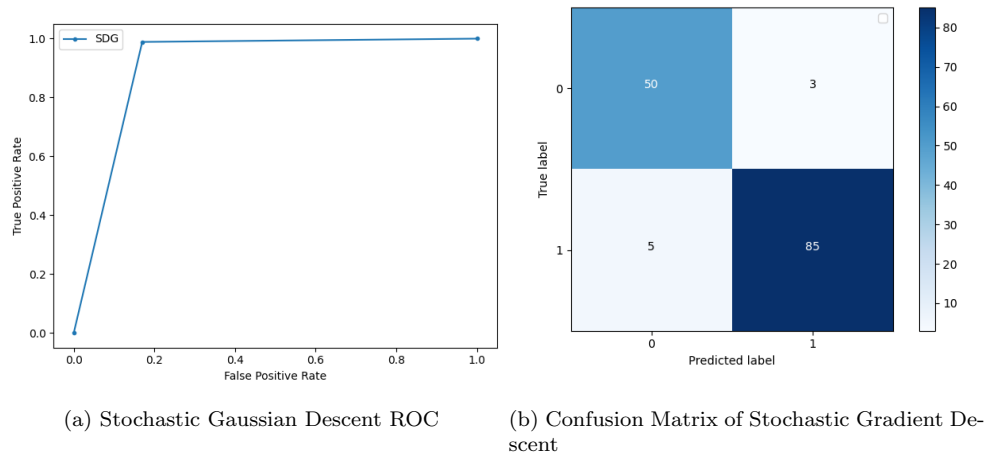 1.0
0.8
0.6
0.4
0.2
0.0
True Positive Rate
SDG
0.0 0.2 0.4 0.6 0.8 1.0
False Positive Rate
(a) Stochastic Gaussian Descent ROC
True label
0
1
50 3
5 85
0 1
Predicted label
80
70
60
50
40
30
20
10
(b) Confusion Matrix of Stochastic Gradient De-
scent